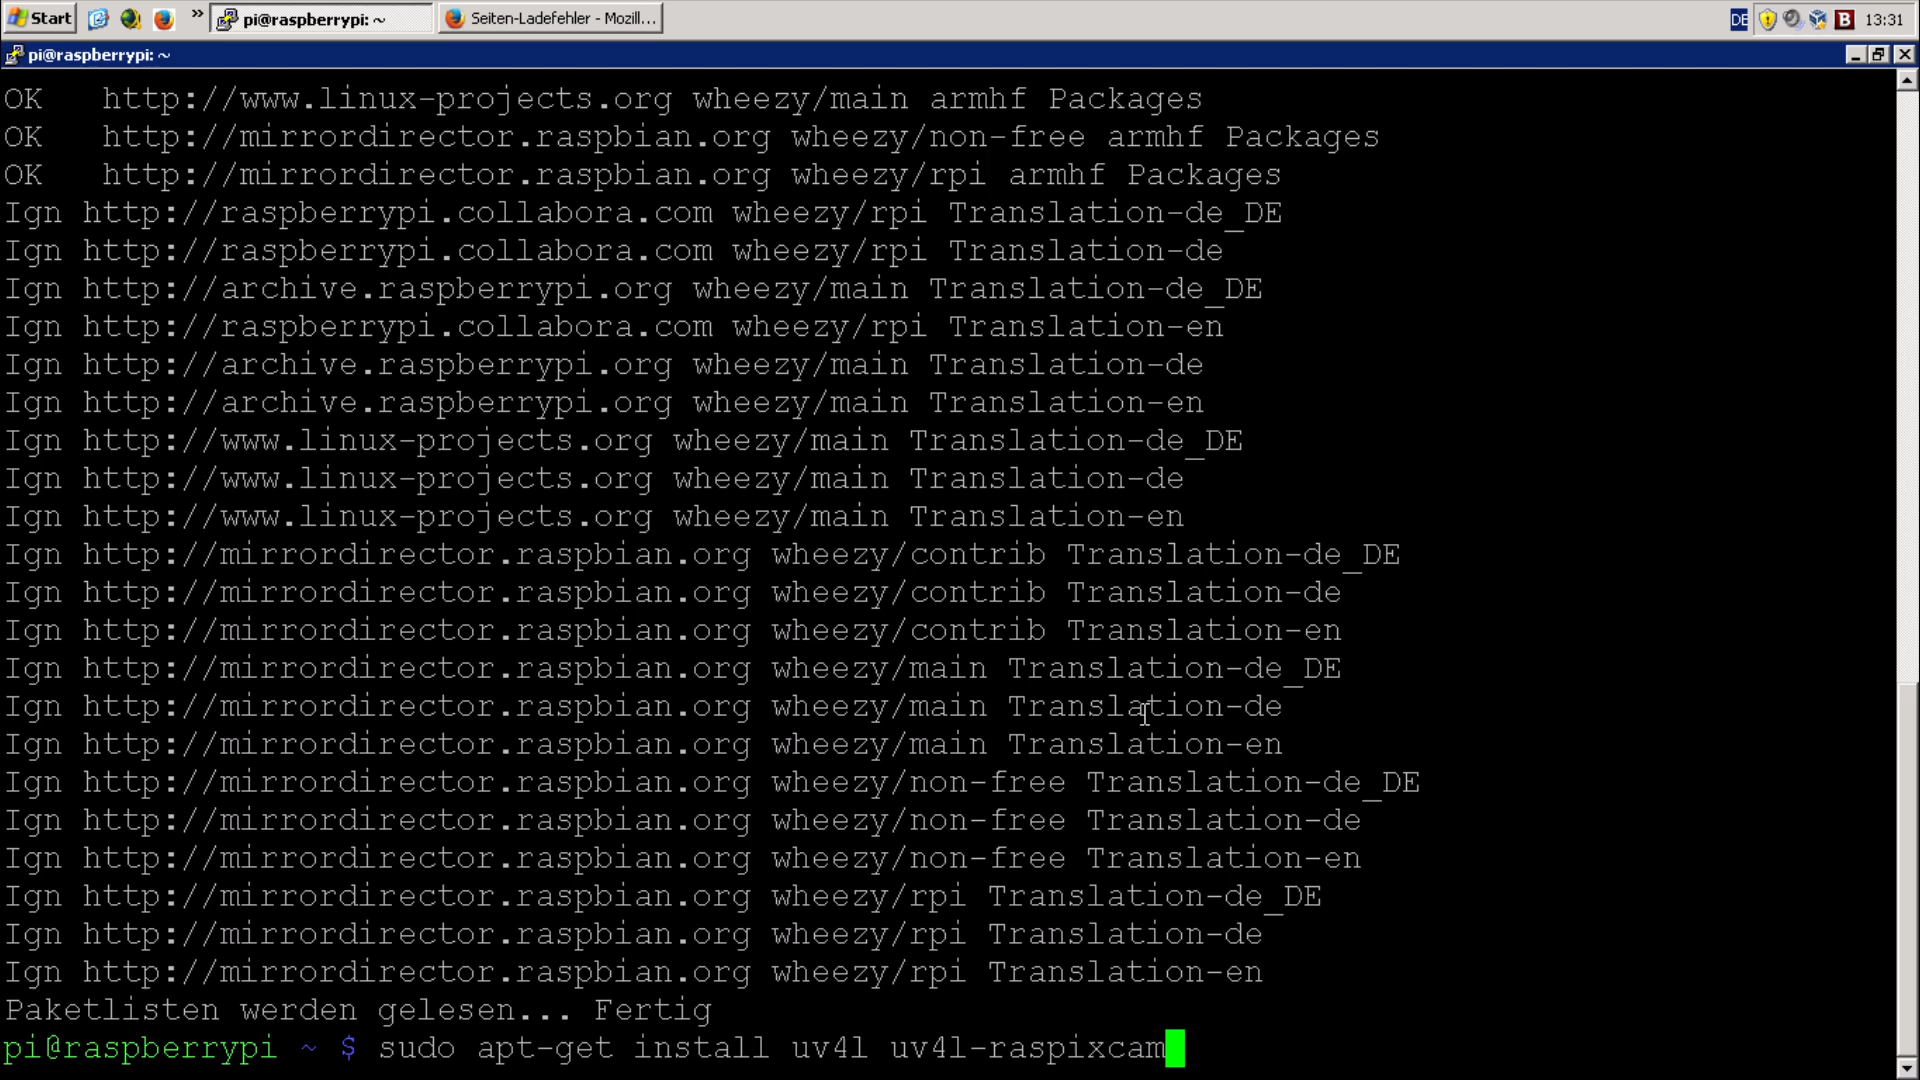 Start
»
pi@raspberrypi: ~
Seiten-Ladefehler - Mozill...
DE
B
13:31
pi@raspberrypi: ~
OK   http://www.linux-projects.org wheezy/main armhf Packages
OK   http://mirrordirector.raspbian.org wheezy/non-free armhf Packages
OK   http://mirrordirector.raspbian.org wheezy/rpi armhf Packages
Ign http://raspberrypi.collabora.com wheezy/rpi Translation-de_DE
Ign http://raspberrypi.collabora.com wheezy/rpi Translation-de
Ign http://archive.raspberrypi.org wheezy/main Translation-de_DE
Ign http://raspberrypi.collabora.com wheezy/rpi Translation-en
Ign http://archive.raspberrypi.org wheezy/main Translation-de
Ign http://archive.raspberrypi.org wheezy/main Translation-en
Ign http://www.linux-projects.org wheezy/main Translation-de_DE
Ign http://www.linux-projects.org wheezy/main Translation-de
Ign http://www.linux-projects.org wheezy/main Translation-en
Ign http://mirrordirector.raspbian.org wheezy/contrib Translation-de_DE
Ign http://mirrordirector.raspbian.org wheezy/contrib Translation-de
Ign http://mirrordirector.raspbian.org wheezy/contrib Translation-en
Ign http://mirrordirector.raspbian.org wheezy/main Translation-de_DE
Ign http://mirrordirector.raspbian.org wheezy/main Translation-de
Ign http://mirrordirector.raspbian.org wheezy/main Translation-en
Ign http://mirrordirector.raspbian.org wheezy/non-free Translation-de_DE
Ign http://mirrordirector.raspbian.org wheezy/non-free Translation-de
Ign http://mirrordirector.raspbian.org wheezy/non-free Translation-en
Ign http://mirrordirector.raspbian.org wheezy/rpi Translation-de_DE
Ign http://mirrordirector.raspbian.org wheezy/rpi Translation-de
Ign http://mirrordirector.raspbian.org wheezy/rpi Translation-en
Paketlisten werden gelesen... Fertig
pi@raspberrypi ~ $ sudo apt-get install uv4l uv4l-raspixcam